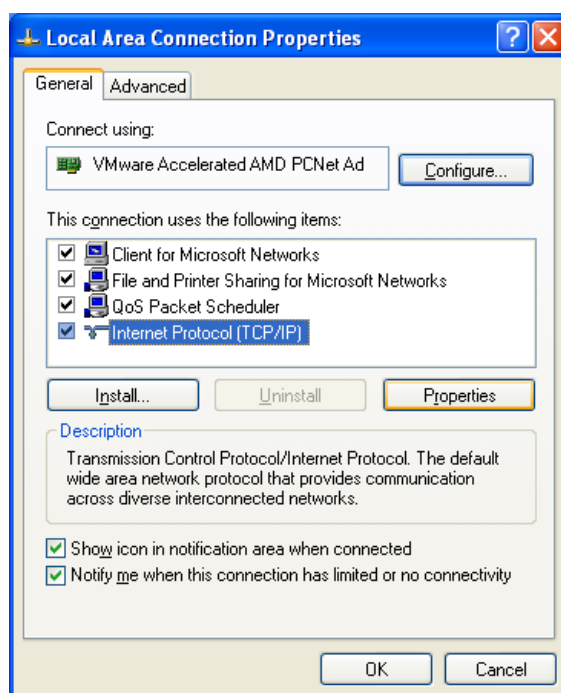 Local Area Connection Properties
General Advanced
Connect using:
VMware Accelerated AMD PCNet Ad Configure...
This connection uses the following items:
Client for Microsoft Networks
File and Printer Sharing for Microsoft Networks
QoS Packet Scheduler
Internet Protocol (TCP/IP)
Install... Uninstall Properties
Description
Transmission Control Protocol/Internet Protocol. The default
wide area network protocol that provides communication
across diverse interconnected networks.
Show icon in notification area when connected
Notify me when this connection has limited or no connectivity
OK Cancel